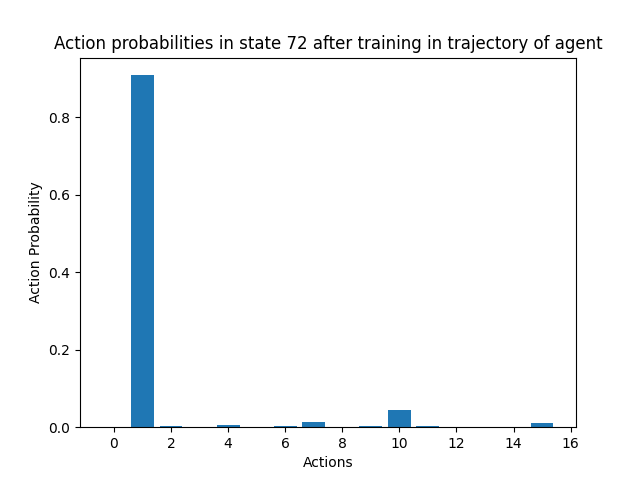 Action probabilities in state 72 after training in trajectory of agent
Action Probability
0.8
0.6
0.4
0.2
0.0
0 2 4 6 8 10 12 14 16
Actions